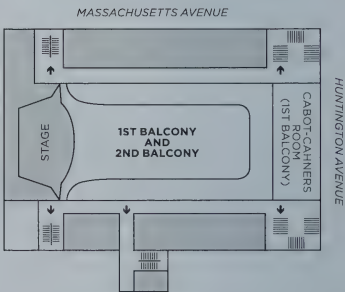 MASSACHUSETTS AVENUE
STAGE
1ST BALCONY
AND
2ND BALCONY
CABOT-CAHNERS
ROOM
(1ST BALCONY)
HUNTINGTON AVENUE